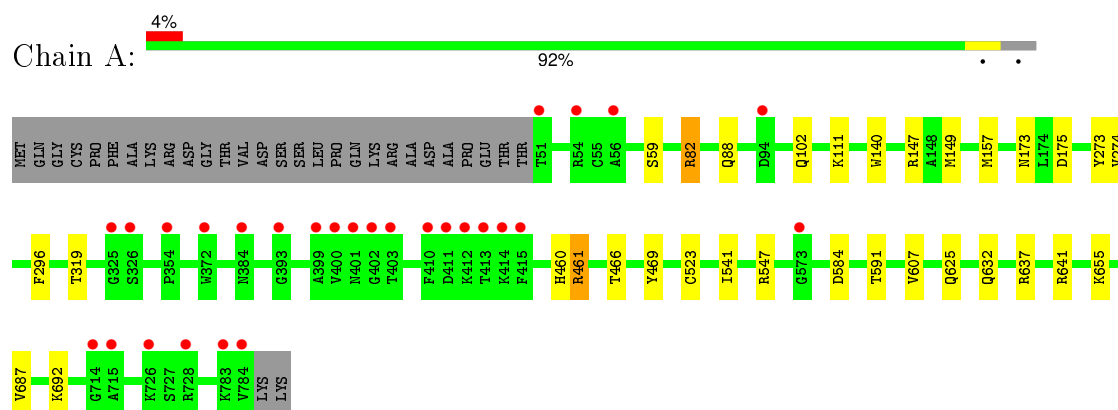 4%
Chain A:
92%
MET GLN GLY CYS PRO PHE ALA LYS ARG ASP GLY THR VAL ASP SER SER LEU PRO GLN LYS ARG ALA ASP ALA PRO GLU THR THR T51 R54 C55 A56 S59 R82 Q88 D94 Q102 K111 W140 R147 A148 M149 M157 N173 L174 D175 Y273 V274
F296 T319 G325 S326 P354 W372 N384 G393 A399 V400 N401 G402 T403 F410 D411 K412 T413 K414 F415 H460 R461 T466 Y469 C523 I541 R547 G573 D584 T591 V607 Q625 Q632 R637 R641 K655
V687 K692 G714 A715 K726 S727 R728 K783 V784 LYS LYS